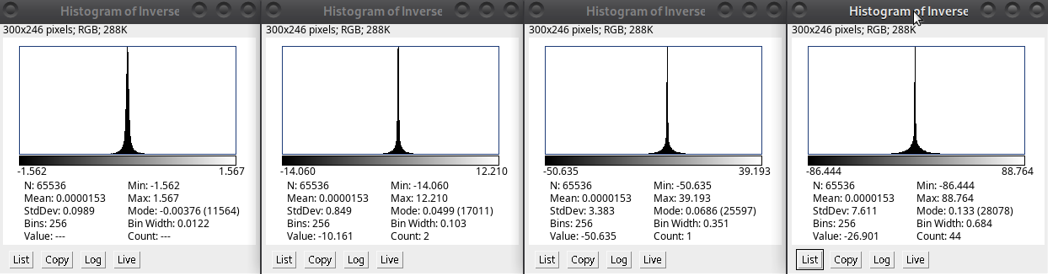 Histogram of Inverse
300x246 pixels; RGB; 288K
-1.562 1.567
N: 65536 Min: -1.562
Mean: 0.0000153 Max: 1.567
StdDev: 0.0989 Mode: -0.00376 (11564)
Bins: 256 Bin Width: 0.0122
Value: --- Count: ---
List Copy Log Live
Histogram of Inverse
300x246 pixels; RGB; 288K
-14.060 12.210
N: 65536 Min: -14.060
Mean: 0.0000153 Max: 12.210
StdDev: 0.849 Mode: 0.0499 (17011)
Bins: 256 Bin Width: 0.103
Value: -10.161 Count: 2
List Copy Log Live
Histogram of Inverse
300x246 pixels; RGB; 288K
-50.635 39.193
N: 65536 Min: -50.635
Mean: 0.0000153 Max: 39.193
StdDev: 3.383 Mode: 0.0686 (25597)
Bins: 256 Bin Width: 0.351
Value: -50.635 Count: 1
List Copy Log Live
Histogram of Inverse
300x246 pixels; RGB; 288K
-86.444 88.764
N: 65536 Min: -86.444
Mean: 0.0000153 Max: 88.764
StdDev: 7.611 Mode: 0.133 (28078)
Bins: 256 Bin Width: 0.684
Value: -26.901 Count: 44
List Copy Log Live